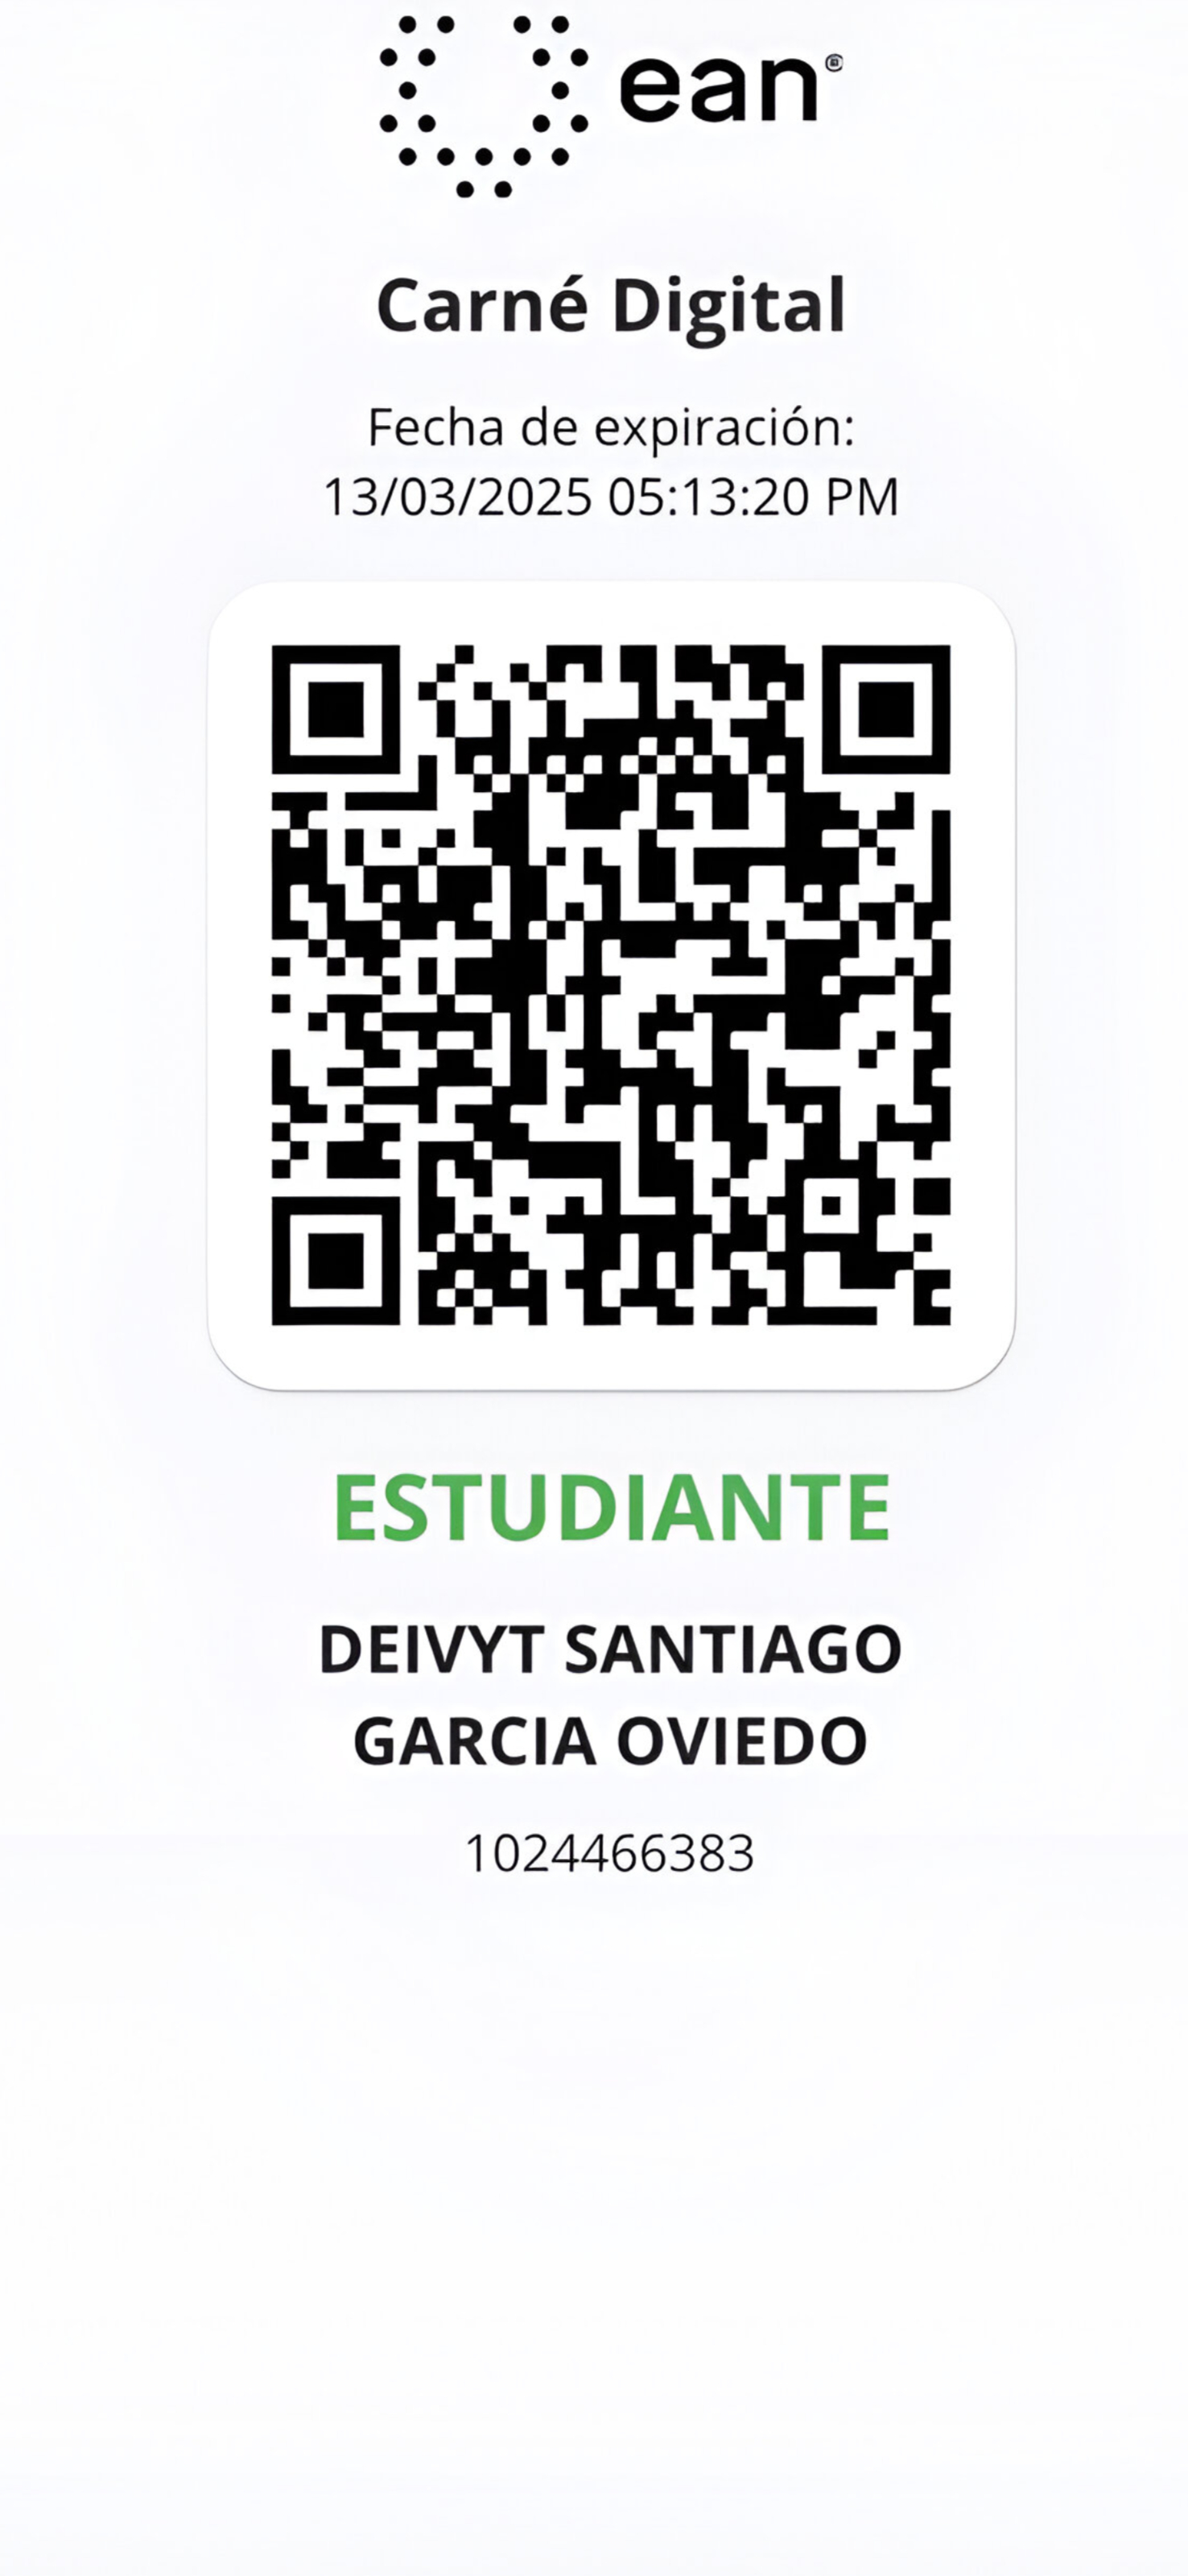 ean®
Carné Digital
Fecha de expiración:
13/03/2025 05:13:20 PM
ESTUDIANTE
DEIVYT SANTIAGO
GARCIA OVIEDO
1024466383